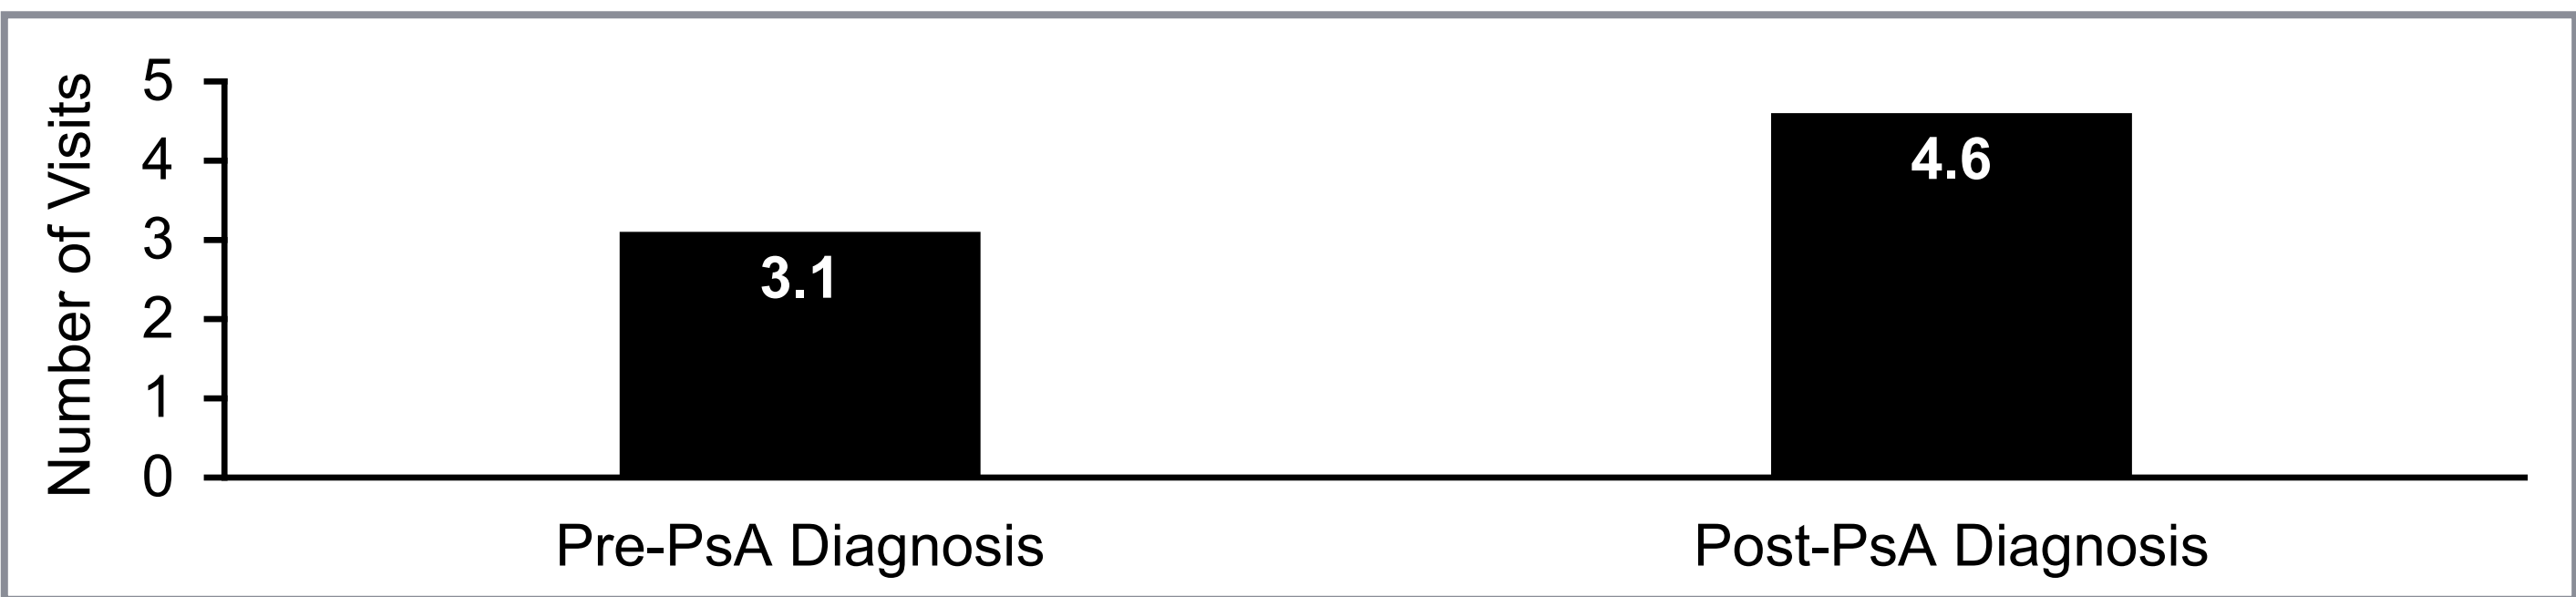 Number of Visits
5
4
3
2
1
0
3.1
4.6
Pre-PsA Diagnosis
Post-PsA Diagnosis